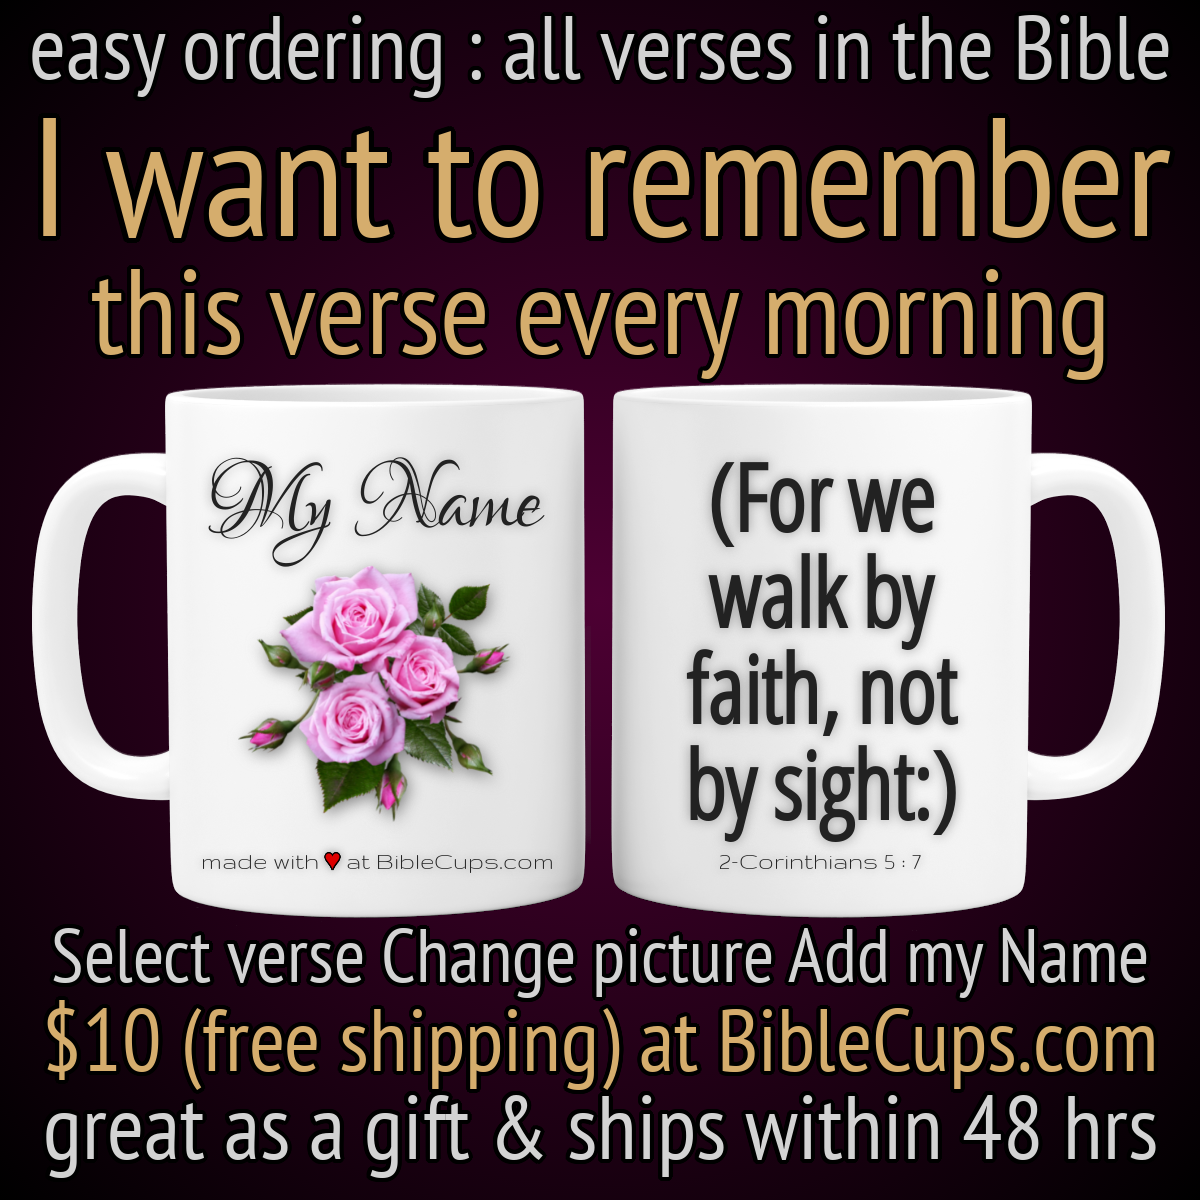 easy ordering : all verses in the Bible
I want to remember
this verse every morning
My Name
made with ❤ at BibleCups.com
(For we
walk by
faith, not
by sight:)
2-Corinthians 5 : 7
Select verse Change picture Add my Name
$10 (free shipping) at BibleCups.com
great as a gift & ships within 48 hrs